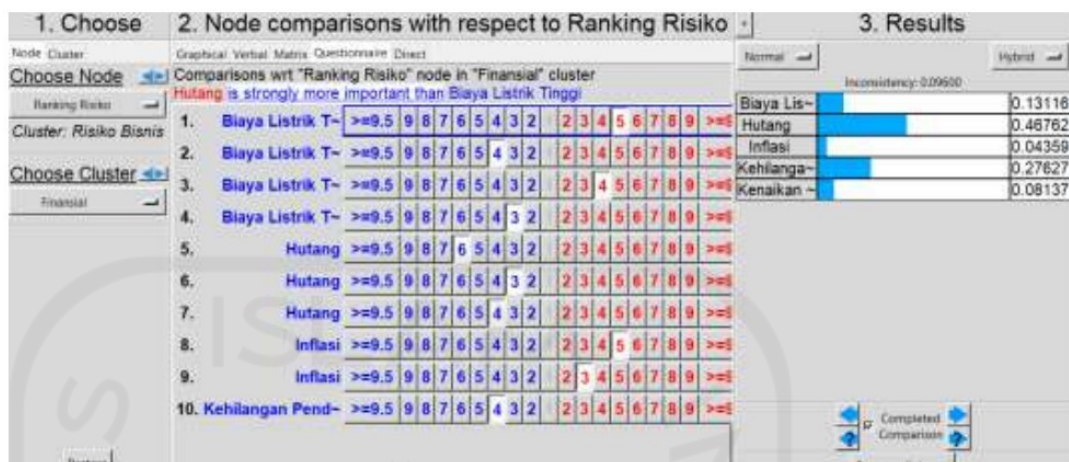 1. Choose
2. Node comparisons with respect to Ranking Risiko
3. Results
Node Cluster
Graphical Verbal Matrix Questionnaire Direct
Normal
Hybrid
Choose Node
Ranking Risiko
Cluster: Risiko Bisnis
Choose Cluster
Finansial
Comparisons wrt "Ranking Risiko" node in "Finansial" cluster
Hutang is strongly more important than Biaya Listrik Tinggi
1. Biaya Listrik T~ >=9.5 9 8 7 6 5 4 3 2 2 3 4 5 6 7 8 9 >=9
2. Biaya Listrik T~ >=9.5 9 8 7 6 5 4 3 2 2 3 4 5 6 7 8 9 >=9
3. Biaya Listrik T~ >=9.5 9 8 7 6 5 4 3 2 2 3 4 5 6 7 8 9 >=9
4. Biaya Listrik T~ >=9.5 9 8 7 6 5 4 3 2 2 3 4 5 6 7 8 9 >=9
5. Hutang >=9.5 9 8 7 6 5 4 3 2 2 3 4 5 6 7 8 9 >=9
6. Hutang >=9.5 9 8 7 6 5 4 3 2 2 3 4 5 6 7 8 9 >=9
7. Hutang >=9.5 9 8 7 6 5 4 3 2 2 3 4 5 6 7 8 9 >=9
8. Inflasi >=9.5 9 8 7 6 5 4 3 2 2 3 4 5 6 7 8 9 >=9
9. Inflasi >=9.5 9 8 7 6 5 4 3 2 2 3 4 5 6 7 8 9 >=9
10. Kehilangan Pend~ >=9.5 9 8 7 6 5 4 3 2 2 3 4 5 6 7 8 9 >=9
Inconsistency: 0.09600
Biaya Lis~ 0.13116
Hutang 0.46762
Inflasi 0.04359
Kehilanga~ 0.27627
Kenaikan ~ 0.08137
Completed
Comparison